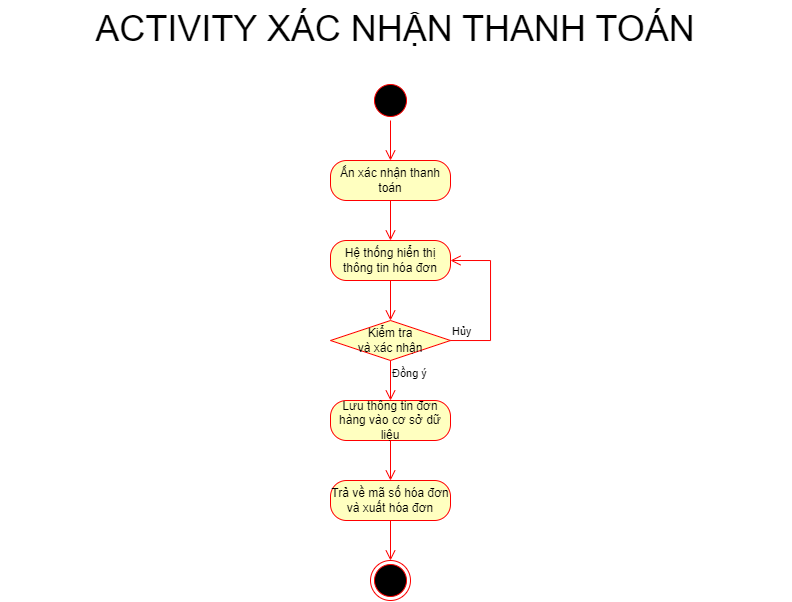 ACTIVITY XÁC NHẬN THANH TOÁN
Ấn xác nhận thanh
toán
Hệ thống hiển thị
thông tin hóa đơn
Kiểm tra
và xác nhận
Hủy
Đồng ý
Lưu thông tin đơn
hàng vào cơ sở dữ
liệu
Trả về mã số hóa đơn
và xuất hóa đơn